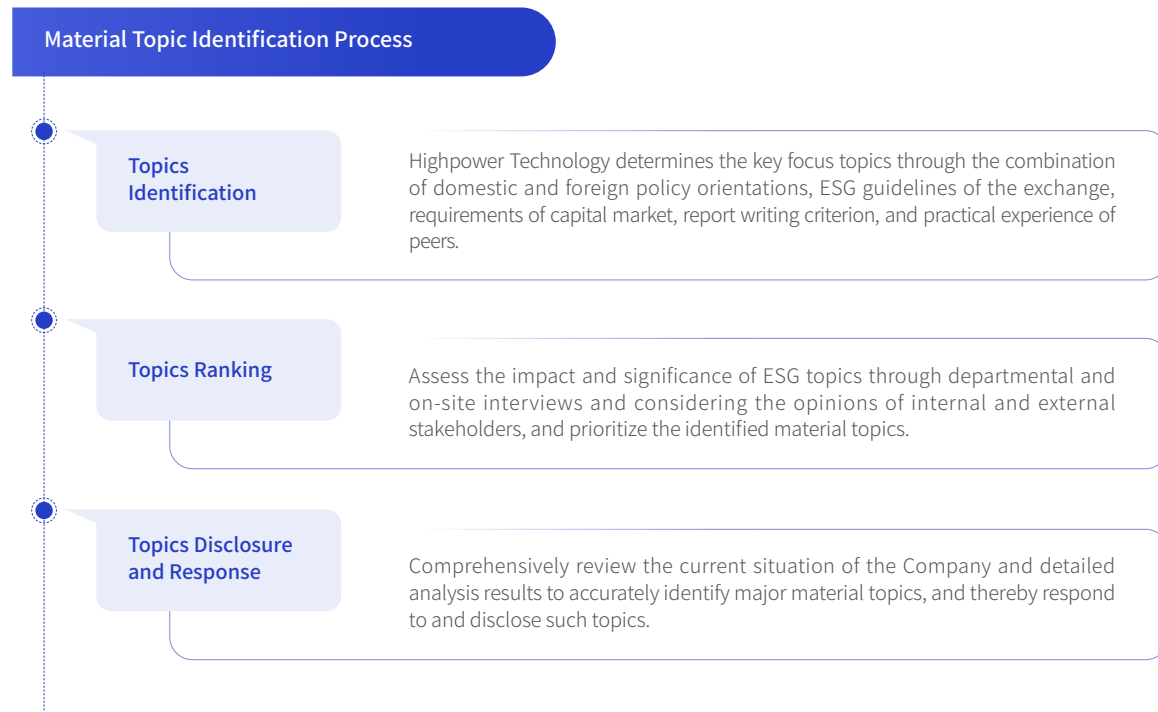 Material Topic Identification Process
Topics
Identification
Highpower Technology determines the key focus topics through the combination
of domestic and foreign policy orientations, ESG guidelines of the exchange,
requirements of capital market, report writing criterion, and practical experience of
peers.
Topics Ranking
Assess the impact and significance of ESG topics through departmental and
on-site interviews and considering the opinions of internal and external
stakeholders, and prioritize the identified material topics.
Topics Disclosure
and Response
Comprehensively review the current situation of the Company and detailed
analysis results to accurately identify major material topics, and thereby respond
to and disclose such topics.